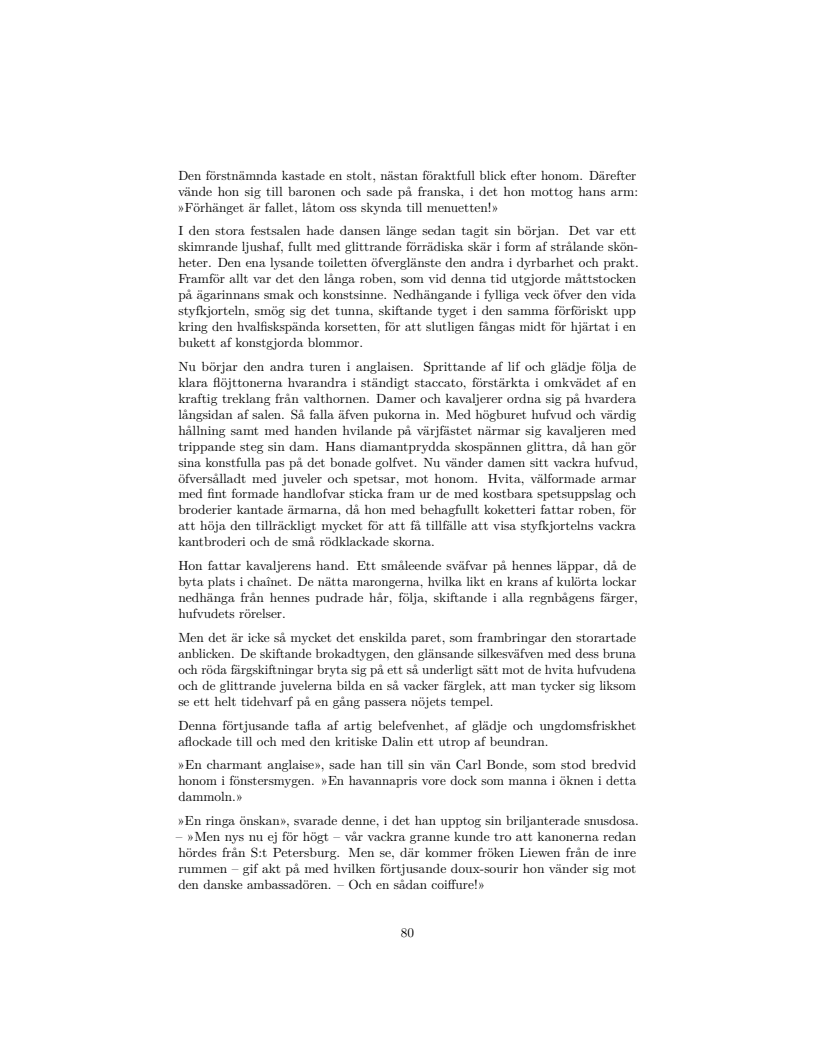 Den förstnämnda kastade en stolt, nästan föraktfull blick efter honom. Därefter
vände hon sig till baronen och sade på franska, i det hon mottog hans arm:
»Förhänget är fallet, låtom oss skynda till menuetten!»
I den stora festsalen hade dansen länge sedan tagit sin början. Det var ett
skimrande ljushaf, fullt med glittrande förrädiska skär i form af strålande skön-
heter. Den ena lysande toiletten öfverglänste den andra i dyrbarhet och prakt.
Framför allt var det den långa roben, som vid denna tid utgjorde måttstocken
på ägarinnans smak och konstsinne. Nedhängande i fylliga veck öfver den vida
styfkjorteln, smög sig det tunna, skiftande tyget i den samma förföriskt upp
kring den hvalfiskspända korsetten, för att slutligen fångas midt för hjärtat i en
bukett af konstgjorda blommor.
Nu börjar den andra turen i anglaisen. Sprittande af lif och glädje följa de
klara flöjttonerna hvarandra i ständigt staccato, förstärkta i omkvädet af en
kraftig treklang från valthornen. Damer och kavaljerer ordna sig på hvardera
långsidan af salen. Så falla äfven pukorna in. Med högburet hufvud och värdig
hållning samt med handen hvilande på värjfästet närmar sig kavaljeren med
trippande steg sin dam. Hans diamantprydda skospännen glittra, då han gör
sina konstfulla pas på det bonade golfvet. Nu vänder damen sitt vackra hufvud,
öfversålladt med juveler och spetsar, mot honom. Hvita, välformade armar
med fint formade handlofvar sticka fram ur de med kostbara spetsuppslag och
broderier kantade ärmarna, då hon med behagfullt koketteri fattar roben, för
att höja den tillräckligt mycket för att få tillfälle att visa styfkjortelns vackra
kantbroderi och de små rödklackade skorna.
Hon fattar kavaljerens hand. Ett småleende sväfvar på hennes läppar, då de
byta plats i chaînet. De nätta marongerna, hvilka likt en krans af kulörta lockar
nedhänga från hennes pudrade hår, följa, skiftande i alla regnbågens färger,
hufvudets rörelser.
Men det är icke så mycket det enskilda paret, som frambringar den storartade
anblicken. De skiftande brokadtygen, den glänsande silkesväfven med dess bruna
och röda färgskiftningar bryta sig på ett så underligt sätt mot de hvita hufvudena
och de glittrande juvelerna bilda en så vacker färglek, att man tycker sig liksom
se ett helt tidehvarf på en gång passera nöjets tempel.
Denna förtjusande tafla af artig belefvenhet, af glädje och ungdomsfriskhet
aflockade till och med den kritiske Dalin ett utrop af beundran.
»En charmant anglaise», sade han till sin vän Carl Bonde, som stod bredvid
honom i fönstersmygen. »En havannapris vore dock som manna i öknen i detta
dammoln.»
»En ringa önskan», svarade denne, i det han upptog sin briljanterade snusdosa.
– »Men nys nu ej för högt – vår vackra granne kunde tro att kanonerna redan
hördes från S:t Petersburg. Men se, där kommer fröken Liewen från de inre
rummen – gif akt på med hvilken förtjusande doux-sourir hon vänder sig mot
den danske ambassadören. – Och en sådan coiffure!»
80